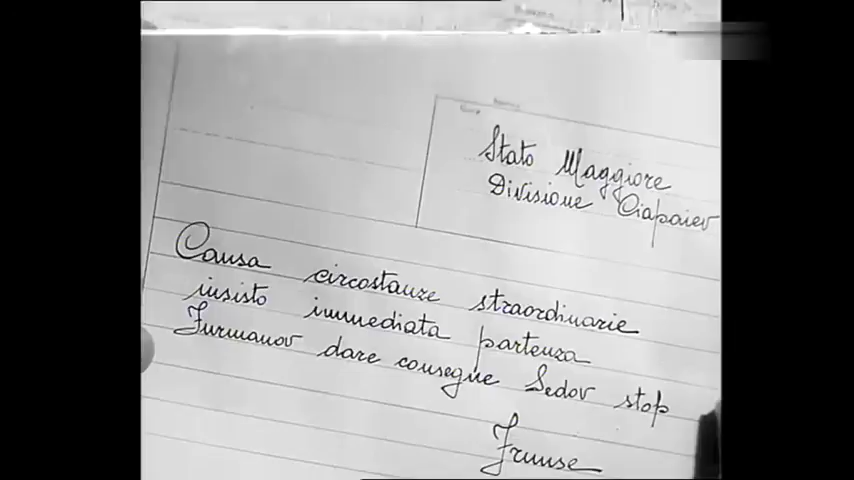 Stato Maggiore
Divisione Ciapaiev
Causa circostanze straordinarie
insisto immediata partenza
Furmanov dare consegne Sedov stop
Frunse